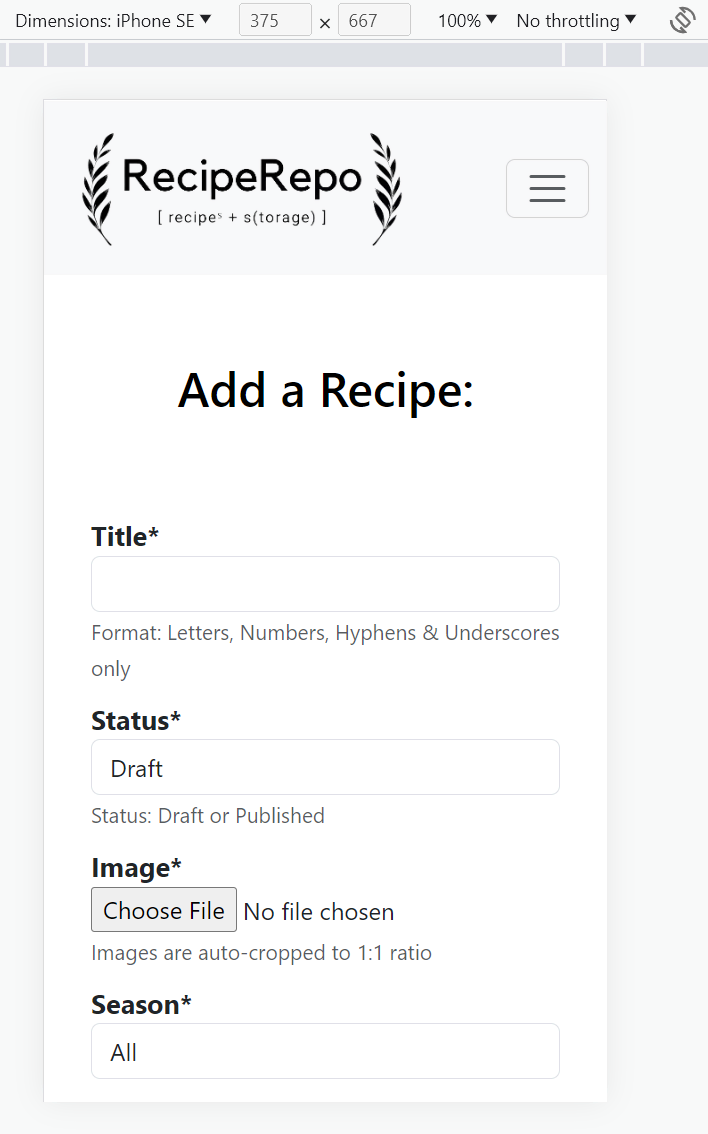 Dimensions: iPhone SE ▼ 375 × 667 100% ▼ No throttling ▼
RecipeRepo
[ recipeˢ + s(torage) ]
Add a Recipe:
Title*
Format: Letters, Numbers, Hyphens & Underscores
only
Status*
Draft
Status: Draft or Published
Image*
Choose File No file chosen
Images are auto-cropped to 1:1 ratio
Season*
All